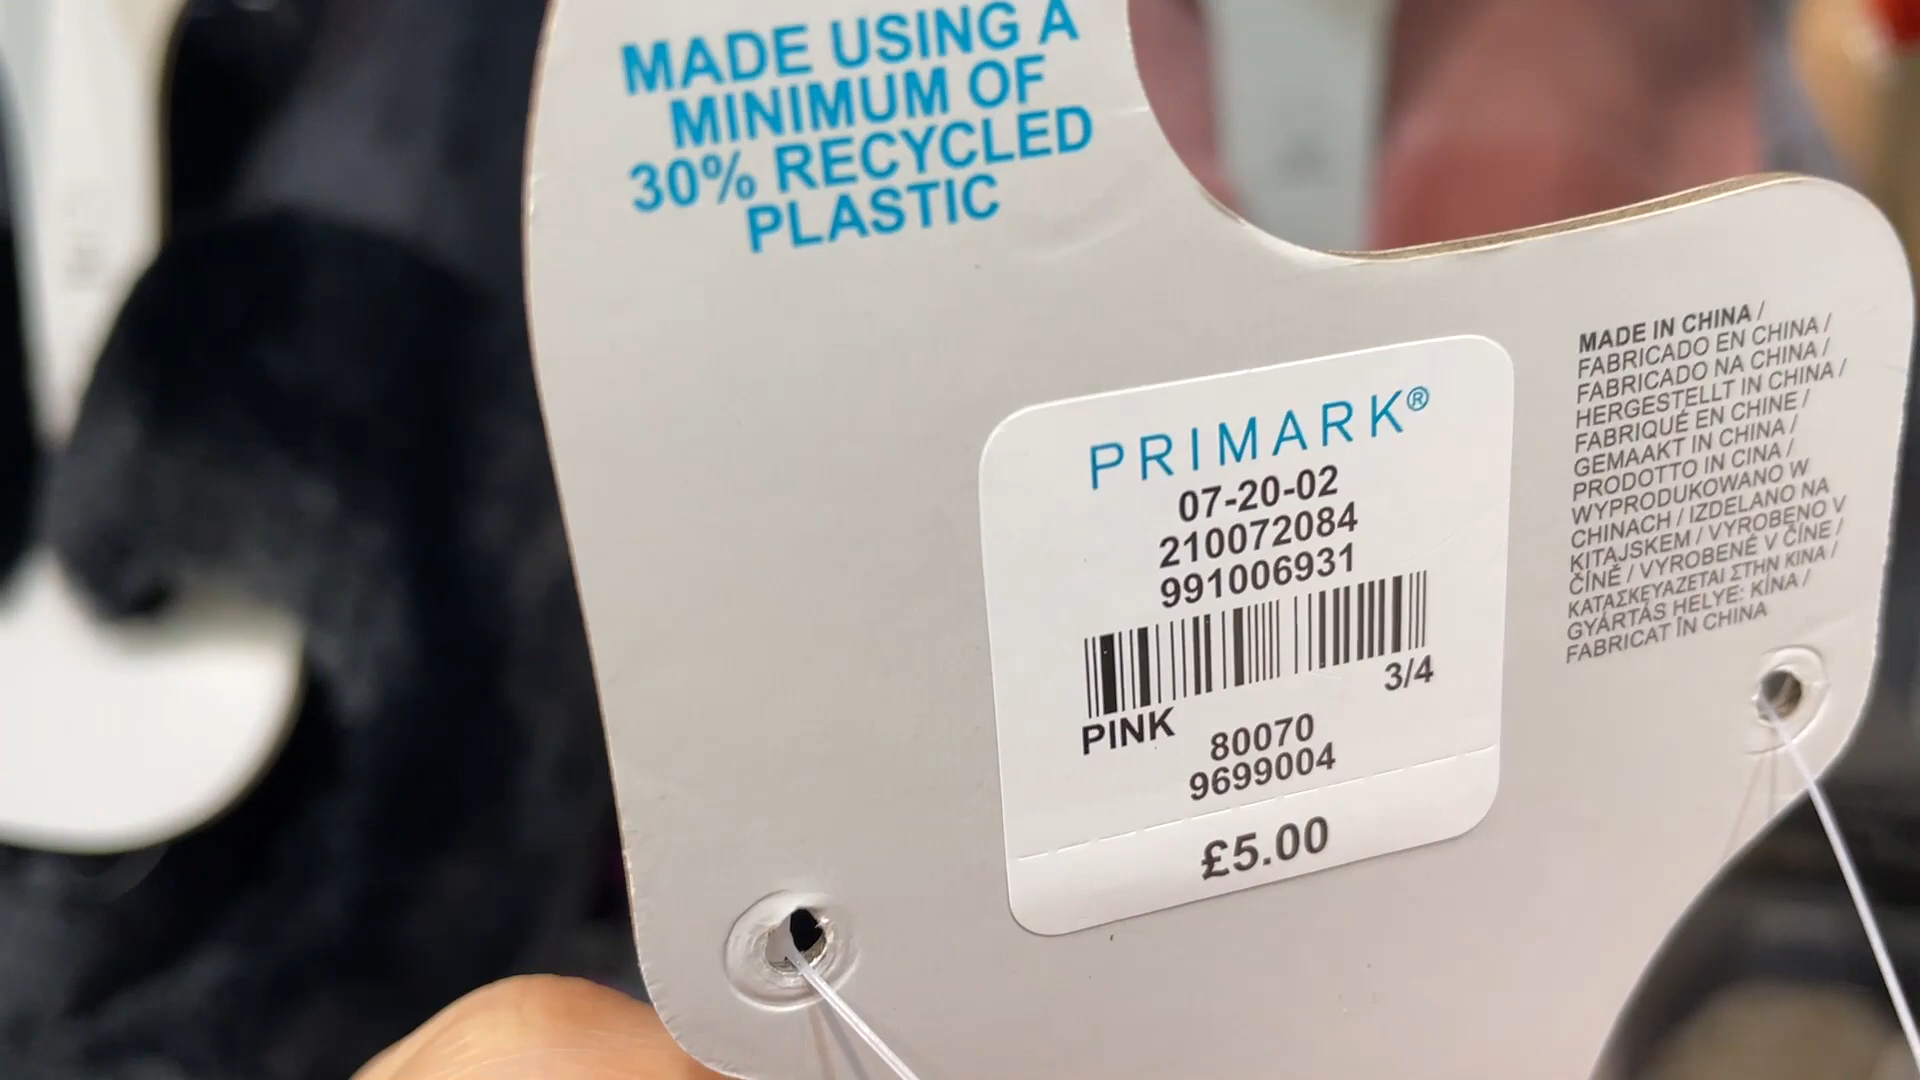 MADE USING A
MINIMUM OF
30% RECYCLED
PLASTIC
PRIMARK®
07-20-02
210072084
991006931
3/4
PINK
80070
9699004
£5.00
MADE IN CHINA /
FABRICADO EN CHINA /
FABRICADO NA CHINA /
HERGESTELLT IN CHINA /
FABRIQUÉ EN CHINE /
GEMAAKT IN CHINA /
PRODOTTO IN CINA /
WYPRODUKOWANO W
CHINACH / IZDELANO NA
KITAJSKEM / VYROBENO V
ČÍNĚ / VYROBENÉ V ČÍNE /
ΚΑΤΑΣΚΕΥΑΖΕΤΑΙ ΣΤΗΝ ΚΙΝΑ /
GYÁRTÁS HELYE: KÍNA /
FABRICAT ÎN CHINA